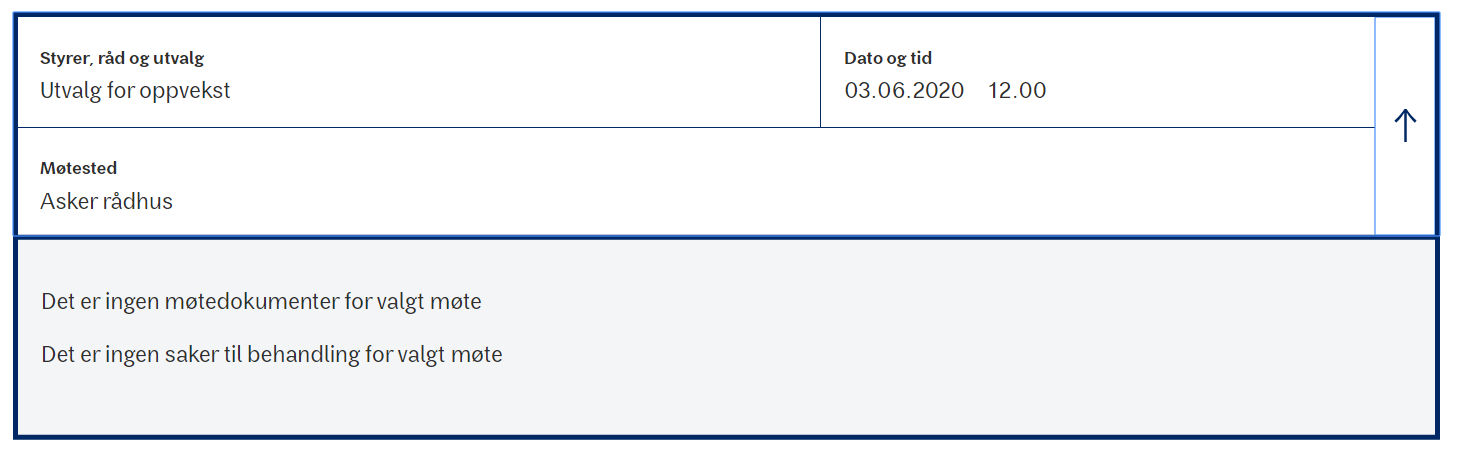 Styrer, råd og utvalg
Utvalg for oppvekst
Dato og tid
03.06.2020 12.00
Møtested
Asker rådhus
Det er ingen møtedokumenter for valgt møte
Det er ingen saker til behandling for valgt møte